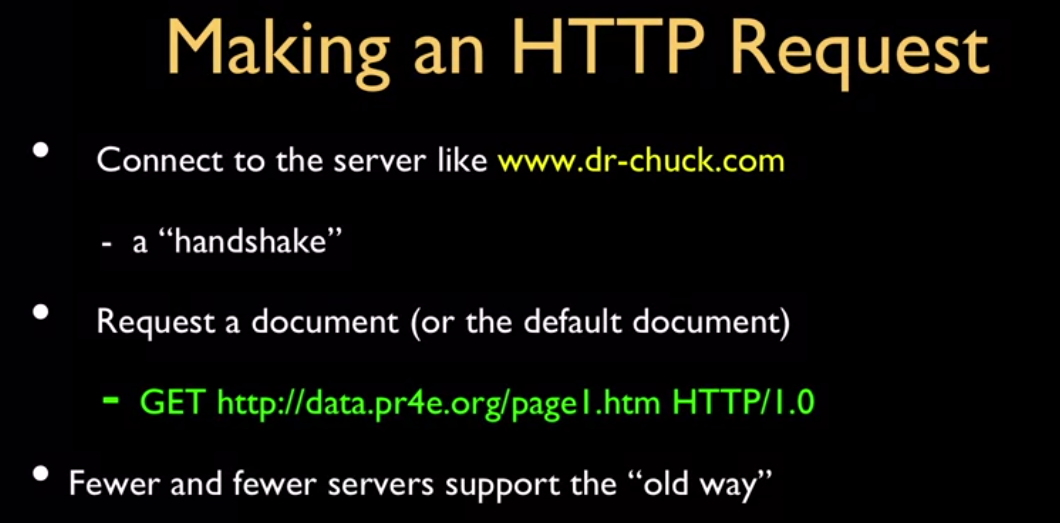 Making an HTTP Request
• Connect to the server like www.dr-chuck.com
- a “handshake”
• Request a document (or the default document)
- GET http://data.pr4e.org/page1.htm HTTP/1.0
• Fewer and fewer servers support the “old way”